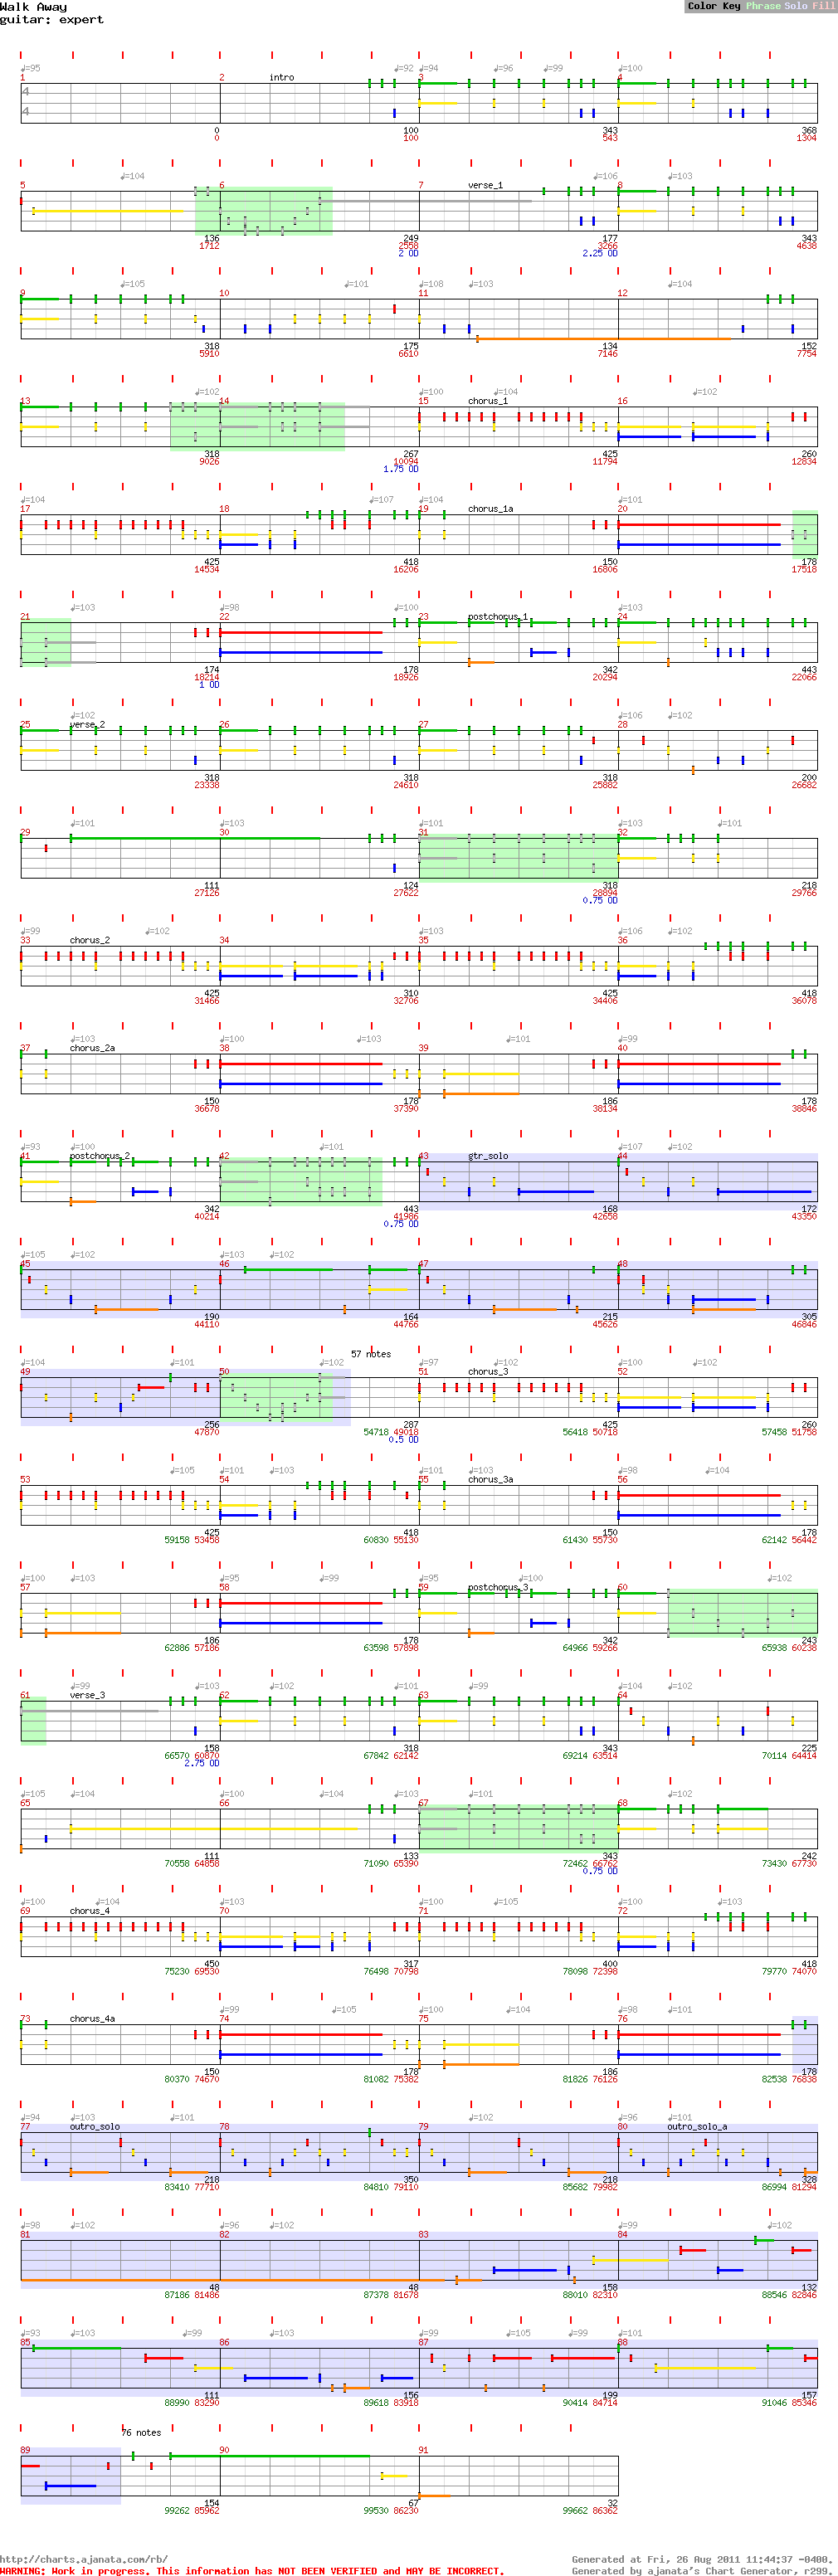 Walk Away
guitar: expert
Color Key Phrase Solo Fill
♩=95 ♩=92 ♩=94 ♩=96 ♩=99 ♩=100
1 2 intro 3 4
4
4
0 100 343 368
0 100 543 1304
♩=104 ♩=106 ♩=103
5 6 7 verse_1 8
136 249 177 343
1712 2558 3266 4638
2 OD 2.25 OD
♩=105 ♩=101 ♩=108 ♩=103 ♩=104
9 10 11 12
318 175 134 152
5910 6610 7146 7754
♩=102 ♩=100 ♩=104 ♩=102
13 14 15 chorus_1 16
318 267 425 260
9026 10094 11794 12834
1.75 OD
♩=104 ♩=107 ♩=104 ♩=101
17 18 19 chorus_1a 20
425 418 150 178
14534 16206 16806 17518
♩=103 ♩=98 ♩=100 ♩=103
21 22 23 postchorus_1 24
174 178 342 443
18214 18926 20294 22066
1 OD
♩=102 ♩=106 ♩=102
25 verse_2 26 27 28
318 318 318 200
23338 24610 25882 26682
♩=101 ♩=103 ♩=101 ♩=103 ♩=101
29 30 31 32
111 124 318 218
27126 27622 28894 29766
0.75 OD
♩=99 ♩=102 ♩=103 ♩=106 ♩=102
33 chorus_2 34 35 36
425 310 425 418
31466 32706 34406 36078
♩=103 ♩=100 ♩=103 ♩=101 ♩=99
37 chorus_2a 38 39 40
150 178 186 178
36678 37390 38134 38846
♩=93 ♩=100 ♩=101 ♩=107 ♩=102
41 postchorus_2 42 43 gtr_solo 44
342 443 168 172
40214 41986 42658 43350
0.75 OD
♩=105 ♩=102 ♩=103 ♩=102
45 46 47 48
190 164 215 305
44110 44766 45626 46846
57 notes
♩=104 ♩=101 ♩=102 ♩=97 ♩=102 ♩=100 ♩=102
49 50 51 chorus_3 52
256 287 425 260
47870 54718 49018 56418 50718 57458 51758
0.5 OD
♩=105 ♩=101 ♩=103 ♩=101 ♩=103 ♩=98 ♩=104
53 54 55 chorus_3a 56
425 418 150 178
59158 53458 60830 55130 61430 55730 62142 56442
♩=100 ♩=103 ♩=95 ♩=99 ♩=95 ♩=100 ♩=102
57 58 59 postchorus_3 60
186 178 342 243
62886 57186 63598 57898 64966 59266 65938 60238
♩=99 ♩=103 ♩=102 ♩=101 ♩=99 ♩=104 ♩=102
61 verse_3 62 63 64
158 318 343 225
66570 60870 67842 62142 69214 63514 70114 64414
2.75 OD
♩=105 ♩=104 ♩=100 ♩=104 ♩=103 ♩=101 ♩=102
65 66 67 68
111 133 343 242
70558 64858 71090 65390 72462 66762 73430 67730
0.75 OD
♩=100 ♩=104 ♩=103 ♩=100 ♩=105 ♩=100 ♩=103
69 chorus_4 70 71 72
450 317 400 418
75230 69530 76498 70798 78098 72398 79770 74070
♩=99 ♩=105 ♩=100 ♩=104 ♩=98 ♩=101
73 chorus_4a 74 75 76
150 178 186 178
80370 74670 81082 75382 81826 76126 82538 76838
♩=94 ♩=103 ♩=101 ♩=102 ♩=96 ♩=101
77 outro_solo 78 79 80 outro_solo_a
218 350 218 328
83410 77710 84810 79110 85682 79982 86994 81294
♩=98 ♩=102 ♩=96 ♩=102 ♩=99 ♩=102
81 82 83 84
48 48 158 132
87186 81486 87378 81678 88010 82310 88546 82846
♩=93 ♩=103 ♩=99 ♩=103 ♩=99 ♩=105 ♩=99 ♩=101
85 86 87 88
111 156 199 157
88990 83290 89618 83918 90414 84714 91046 85346
76 notes
89 90 91
154 67 32
99262 85962 99530 86230 99662 86362
http://charts.ajanata.com/rb/
Generated at Fri, 26 Aug 2011 11:44:37 -0400.
WARNING: Work in progress. This information has NOT BEEN VERIFIED and MAY BE INCORRECT.
Generated by ajanata's Chart Generator, r299.